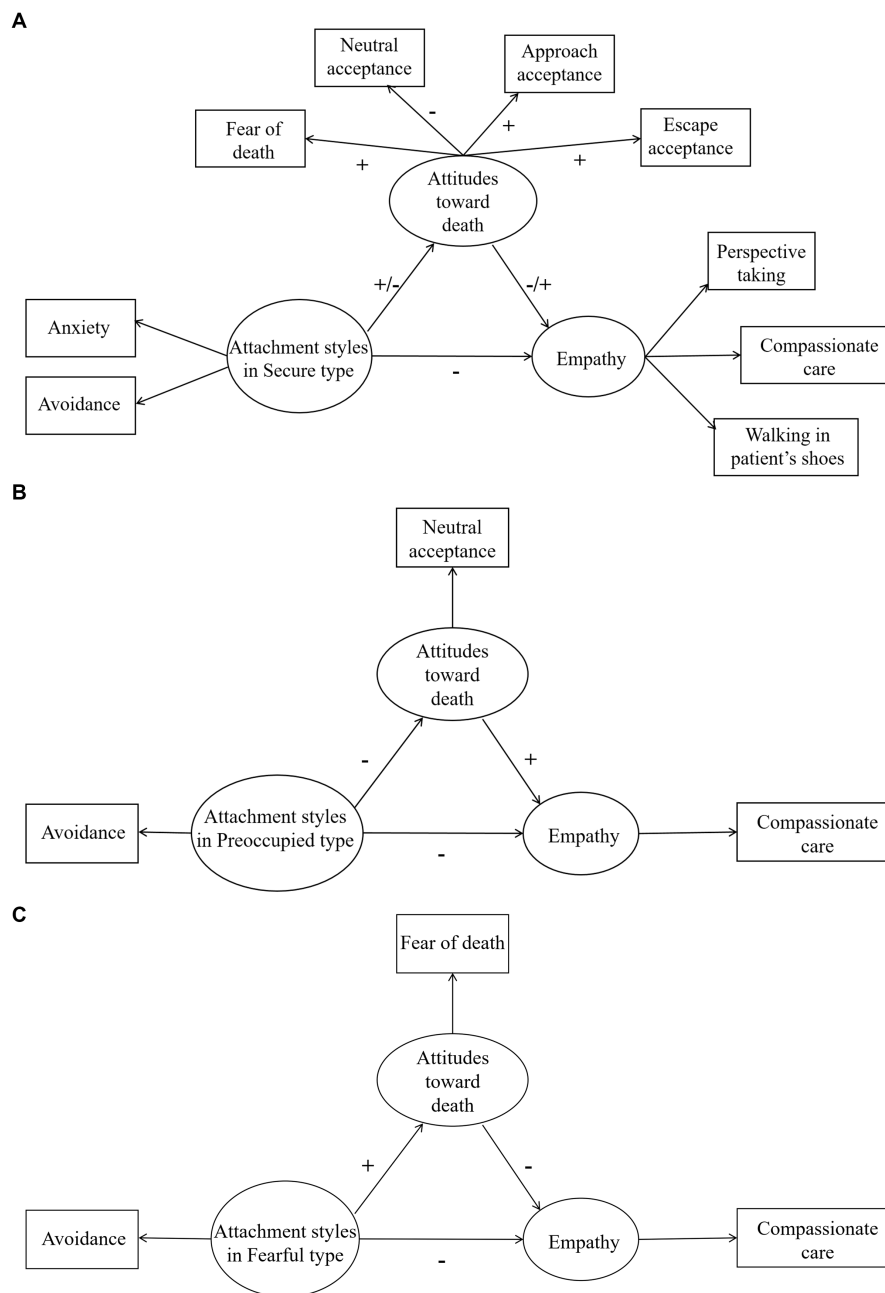 A
Neutral
acceptance
Approach
acceptance
-
+
Fear of
death
Escape
acceptance
+
+
Attitudes
toward
death
Perspective
taking
+/-
-/+
Anxiety
Attachment styles
in Secure type
Empathy
Compassionate
care
-
Avoidance
Walking in
patient’s shoes
B
Neutral
acceptance
Attitudes
toward
death
-
+
Avoidance
Attachment styles
in Preoccupied type
Empathy
Compassionate
care
-
C
Fear of death
Attitudes
toward
death
+
-
Avoidance
Attachment styles
in Fearful type
Empathy
Compassionate
care
-